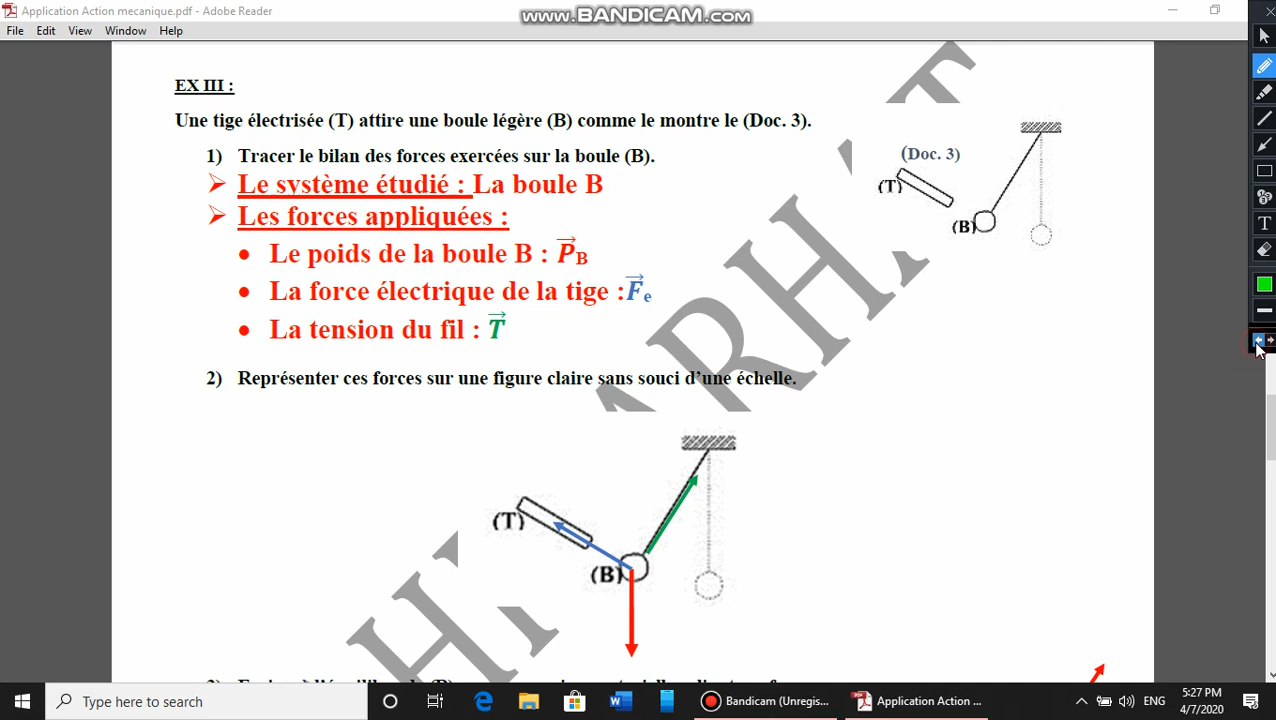 Application Action mecanique.pdf - Adobe Reader
www.BANDICAM.com
File Edit View Window Help
EX III :
Une tige électrisée (T) attire une boule légère (B) comme le montre le (Doc. 3).
1) Tracer le bilan des forces exercées sur la boule (B).
➢ Le système étudié : La boule B
➢ Les forces appliquées :
• Le poids de la boule B : P⃗B
• La force électrique de la tige :F⃗e
• La tension du fil : T⃗
(Doc. 3)
(T)
(B)
2) Représenter ces forces sur une figure claire sans souci d'une échelle.
(T)
(B)
Type here to search
Bandicam (Unregis...
Application Action ...
ENG
5:27 PM
4/7/2020